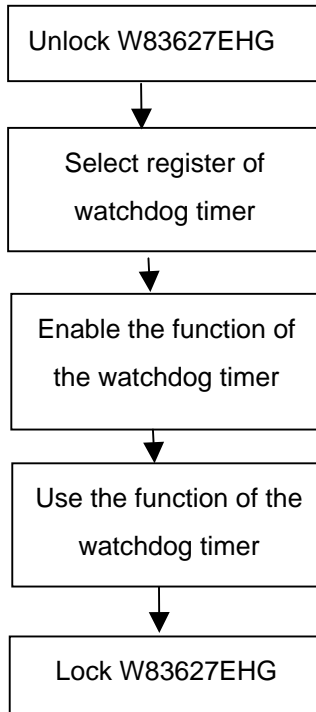 Unlock W83627EHG
Select register of
watchdog timer
Enable the function of
the watchdog timer
Use the function of the
watchdog timer
Lock W83627EHG